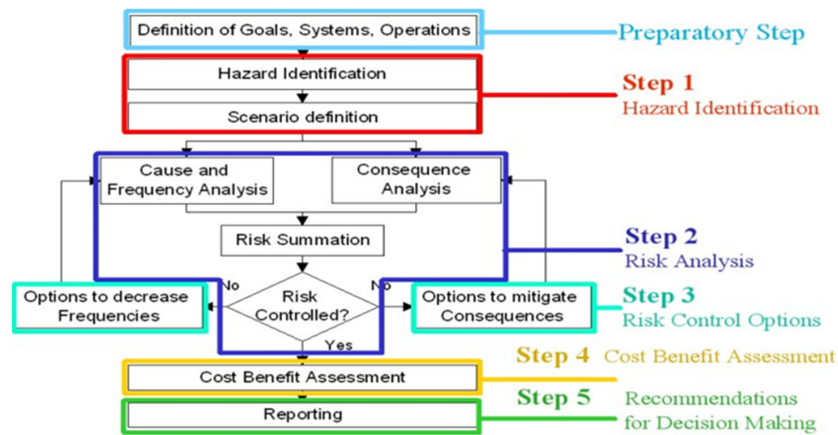 Definition of Goals, Systems, Operations
Preparatory Step
Hazard Identification
Scenario definition
Step 1
Hazard Identification
Cause and
Frequency Analysis
Consequence
Analysis
Risk Summation
Step 2
Risk Analysis
No
No
Options to decrease
Frequencies
Risk
Controlled?
Options to mitigate
Consequences
Step 3
Risk Control Options
Yes
Cost Benefit Assessment
Step 4 Cost Benefit Assessment
Reporting
Step 5 Recommendations
for Decision Making